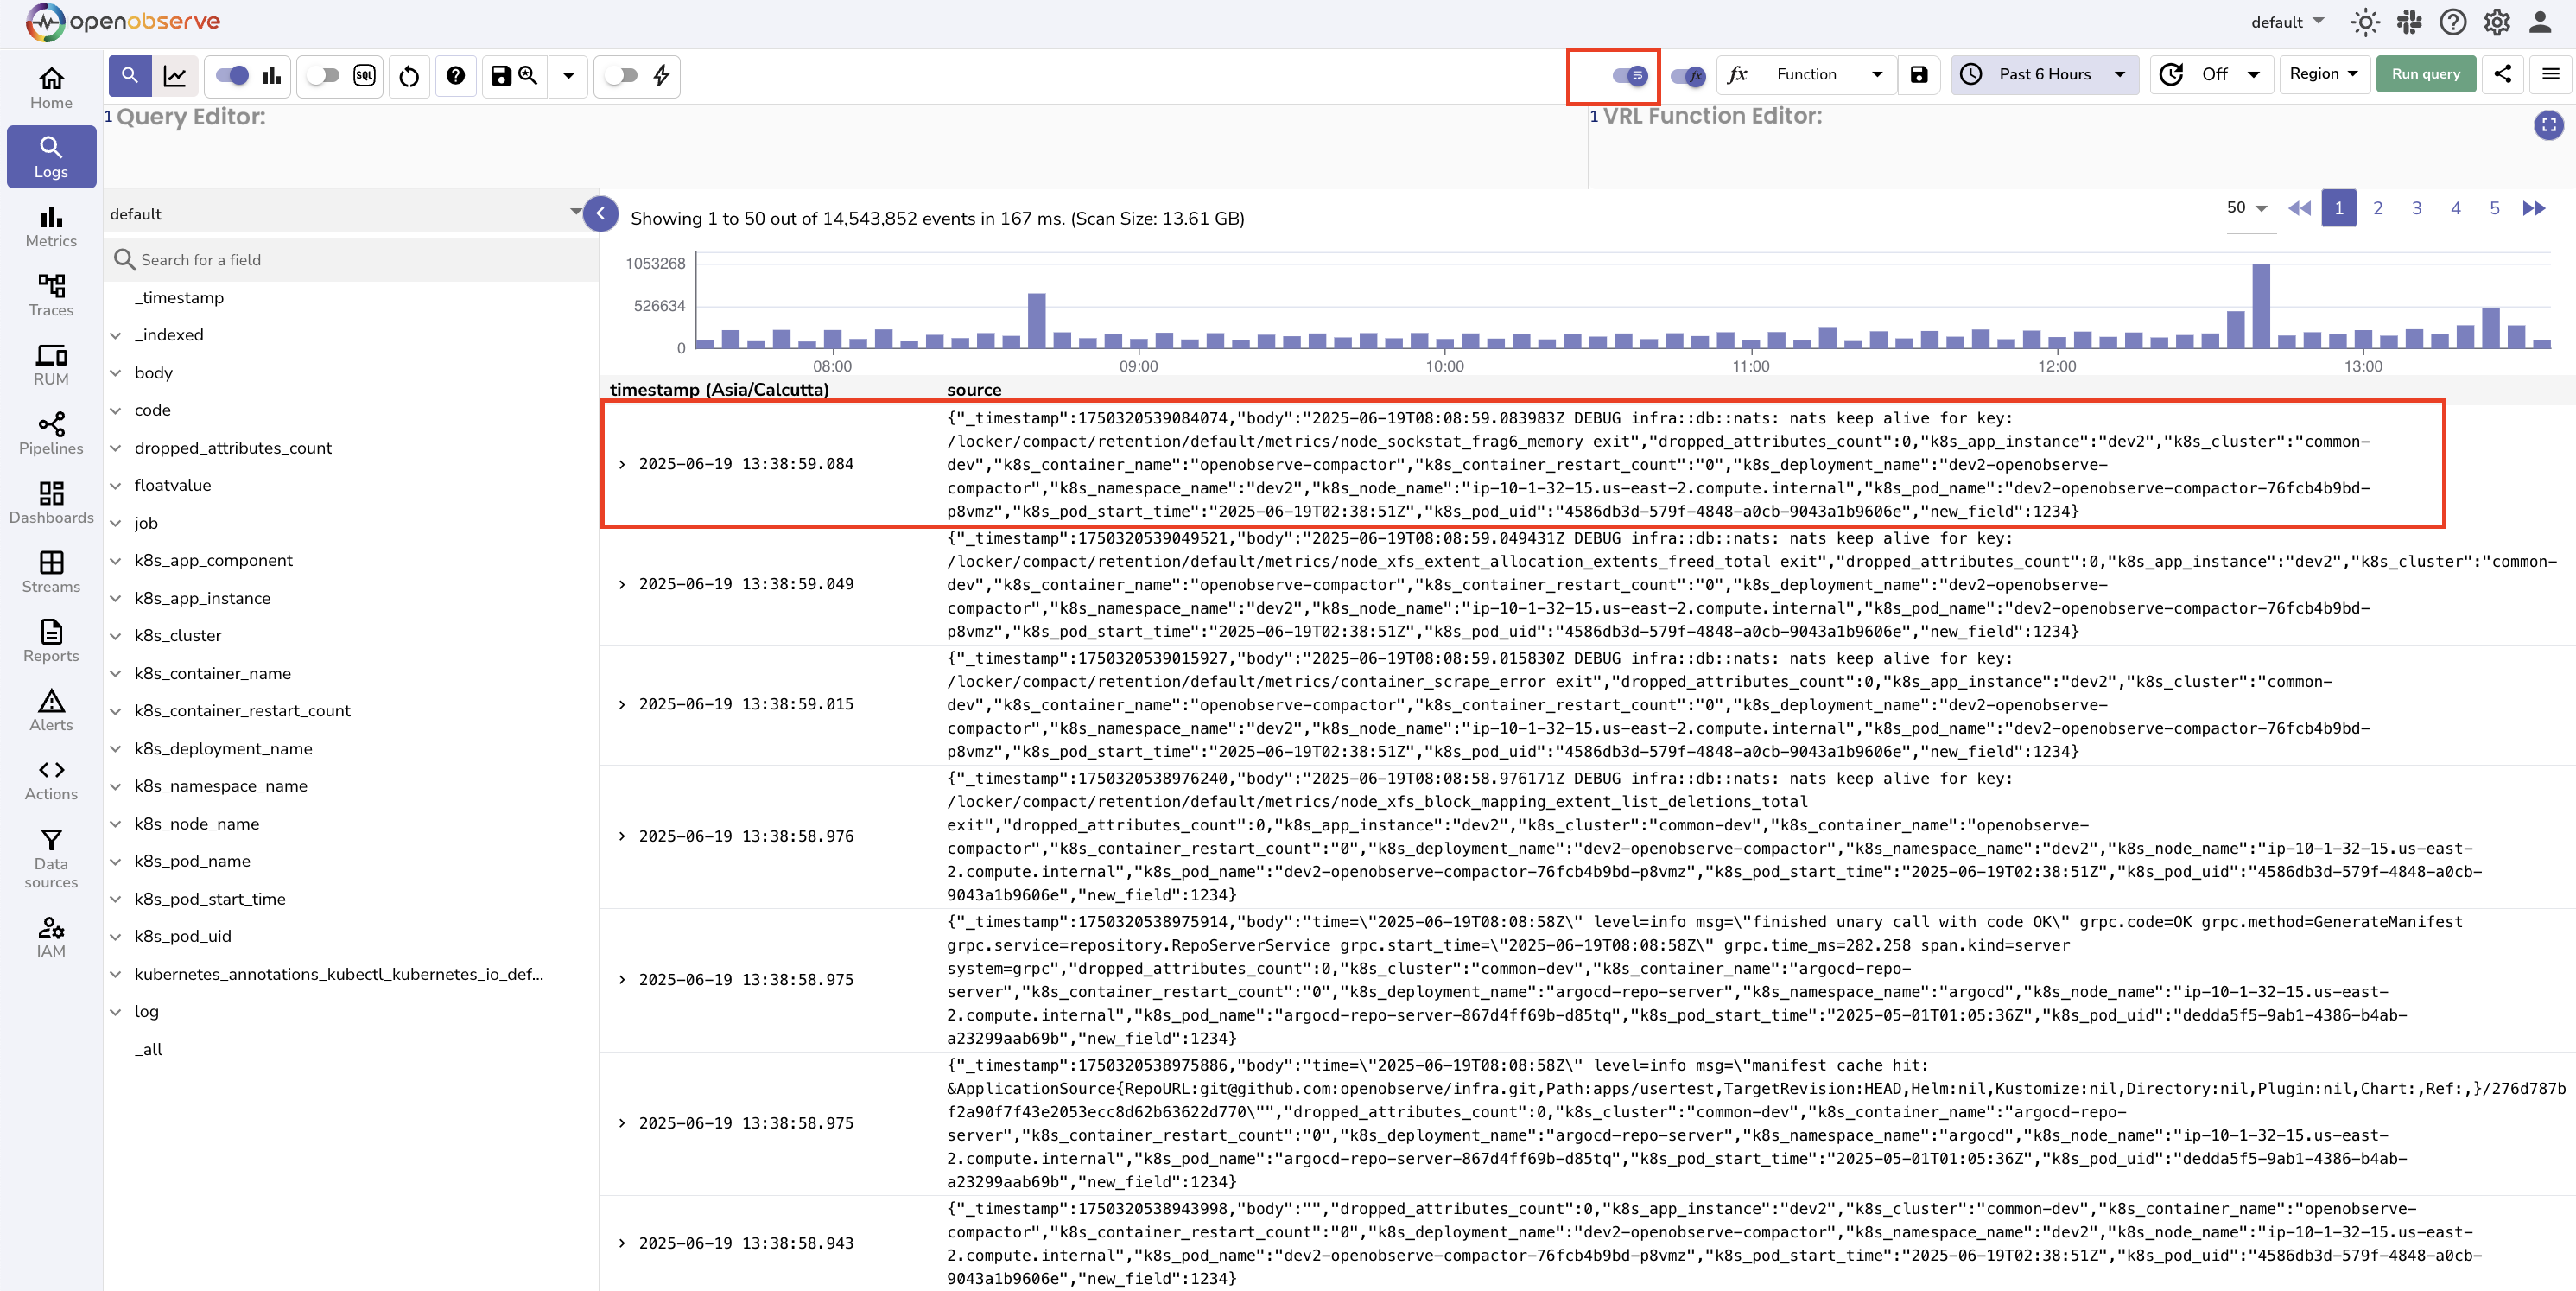 openobserve
default
Home
Logs
Metrics
Traces
RUM
Pipelines
Dashboards
Streams
Reports
Alerts
Actions
Data
sources
IAM
SQL
fx
fx Function
Past 6 Hours
Off
Region
Run query
1 Query Editor:
1 VRL Function Editor:
default
Search for a field
_timestamp
_indexed
body
code
dropped_attributes_count
floatvalue
job
k8s_app_component
k8s_app_instance
k8s_cluster
k8s_container_name
k8s_container_restart_count
k8s_deployment_name
k8s_namespace_name
k8s_node_name
k8s_pod_name
k8s_pod_start_time
k8s_pod_uid
kubernetes_annotations_kubectl_kubernetes_io_def...
log
_all
Showing 1 to 50 out of 14,543,852 events in 167 ms. (Scan Size: 13.61 GB)
50 1 2 3 4 5
1053268
526634
0
08:00 09:00 10:00 11:00 12:00 13:00
timestamp (Asia/Calcutta) source
2025-06-19 13:38:59.084
{"_timestamp":1750320539084074,"body":"2025-06-19T08:08:59.083983Z DEBUG infra::db::nats: nats keep alive for key:
/locker/compact/retention/default/metrics/node_sockstat_frag6_memory exit","dropped_attributes_count":0,"k8s_app_instance":"dev2","k8s_cluster":"common-
dev","k8s_container_name":"openobserve-compactor","k8s_container_restart_count":"0","k8s_deployment_name":"dev2-openobserve-
compactor","k8s_namespace_name":"dev2","k8s_node_name":"ip-10-1-32-15.us-east-2.compute.internal","k8s_pod_name":"dev2-openobserve-compactor-76fcb4b9bd-
p8vmz","k8s_pod_start_time":"2025-06-19T02:38:51Z","k8s_pod_uid":"4586db3d-579f-4848-a0cb-9043a1b9606e","new_field":1234}
2025-06-19 13:38:59.049
{"_timestamp":1750320539049521,"body":"2025-06-19T08:08:59.049431Z DEBUG infra::db::nats: nats keep alive for key:
/locker/compact/retention/default/metrics/node_xfs_extent_allocation_extents_freed_total exit","dropped_attributes_count":0,"k8s_app_instance":"dev2","k8s_cluster":"common-
dev","k8s_container_name":"openobserve-compactor","k8s_container_restart_count":"0","k8s_deployment_name":"dev2-openobserve-
compactor","k8s_namespace_name":"dev2","k8s_node_name":"ip-10-1-32-15.us-east-2.compute.internal","k8s_pod_name":"dev2-openobserve-compactor-76fcb4b9bd-
p8vmz","k8s_pod_start_time":"2025-06-19T02:38:51Z","k8s_pod_uid":"4586db3d-579f-4848-a0cb-9043a1b9606e","new_field":1234}
2025-06-19 13:38:59.015
{"_timestamp":1750320539015927,"body":"2025-06-19T08:08:59.015830Z DEBUG infra::db::nats: nats keep alive for key:
/locker/compact/retention/default/metrics/container_scrape_error exit","dropped_attributes_count":0,"k8s_app_instance":"dev2","k8s_cluster":"common-
dev","k8s_container_name":"openobserve-compactor","k8s_container_restart_count":"0","k8s_deployment_name":"dev2-openobserve-
compactor","k8s_namespace_name":"dev2","k8s_node_name":"ip-10-1-32-15.us-east-2.compute.internal","k8s_pod_name":"dev2-openobserve-compactor-76fcb4b9bd-
p8vmz","k8s_pod_start_time":"2025-06-19T02:38:51Z","k8s_pod_uid":"4586db3d-579f-4848-a0cb-9043a1b9606e","new_field":1234}
2025-06-19 13:38:58.976
{"_timestamp":1750320538976240,"body":"2025-06-19T08:08:58.976171Z DEBUG infra::db::nats: nats keep alive for key:
/locker/compact/retention/default/metrics/node_xfs_block_mapping_extent_list_deletions_total
exit","dropped_attributes_count":0,"k8s_app_instance":"dev2","k8s_cluster":"common-dev","k8s_container_name":"openobserve-
compactor","k8s_container_restart_count":"0","k8s_deployment_name":"dev2-openobserve-compactor","k8s_namespace_name":"dev2","k8s_node_name":"ip-10-1-32-15.us-east-
2.compute.internal","k8s_pod_name":"dev2-openobserve-compactor-76fcb4b9bd-p8vmz","k8s_pod_start_time":"2025-06-19T02:38:51Z","k8s_pod_uid":"4586db3d-579f-4848-a0cb-
9043a1b9606e","new_field":1234}
2025-06-19 13:38:58.975
{"_timestamp":1750320538975914,"body":"time=\"2025-06-19T08:08:58Z\" level=info msg=\"finished unary call with code OK\" grpc.code=OK grpc.method=GenerateManifest
grpc.service=repository.RepoServerService grpc.start_time=\"2025-06-19T08:08:58Z\" grpc.time_ms=282.258 span.kind=server
system=grpc","dropped_attributes_count":0,"k8s_cluster":"common-dev","k8s_container_name":"argocd-repo-
server","k8s_container_restart_count":"0","k8s_deployment_name":"argocd-repo-server","k8s_namespace_name":"argocd","k8s_node_name":"ip-10-1-32-15.us-east-
2.compute.internal","k8s_pod_name":"argocd-repo-server-867d4ff69b-d85tq","k8s_pod_start_time":"2025-05-01T01:05:36Z","k8s_pod_uid":"dedda5f5-9ab1-4386-b4ab-
a23299aab69b","new_field":1234}
2025-06-19 13:38:58.975
{"_timestamp":1750320538975886,"body":"time=\"2025-06-19T08:08:58Z\" level=info msg=\"manifest cache hit:
&ApplicationSource{RepoURL:git@github.com:openobserve/infra.git,Path:apps/usertest,TargetRevision:HEAD,Helm:nil,Kustomize:nil,Directory:nil,Plugin:nil,Chart:,Ref:,}/276d787b
f2a90f7f43e2053ecc8d62b63622d770\"","dropped_attributes_count":0,"k8s_cluster":"common-dev","k8s_container_name":"argocd-repo-
server","k8s_container_restart_count":"0","k8s_deployment_name":"argocd-repo-server","k8s_namespace_name":"argocd","k8s_node_name":"ip-10-1-32-15.us-east-
2.compute.internal","k8s_pod_name":"argocd-repo-server-867d4ff69b-d85tq","k8s_pod_start_time":"2025-05-01T01:05:36Z","k8s_pod_uid":"dedda5f5-9ab1-4386-b4ab-
a23299aab69b","new_field":1234}
2025-06-19 13:38:58.943
{"_timestamp":1750320538943998,"body":"","dropped_attributes_count":0,"k8s_app_instance":"dev2","k8s_cluster":"common-dev","k8s_container_name":"openobserve-
compactor","k8s_container_restart_count":"0","k8s_deployment_name":"dev2-openobserve-compactor","k8s_namespace_name":"dev2","k8s_node_name":"ip-10-1-32-15.us-east-
2.compute.internal","k8s_pod_name":"dev2-openobserve-compactor-76fcb4b9bd-p8vmz","k8s_pod_start_time":"2025-06-19T02:38:51Z","k8s_pod_uid":"4586db3d-579f-4848-a0cb-
9043a1b9606e","new_field":1234}